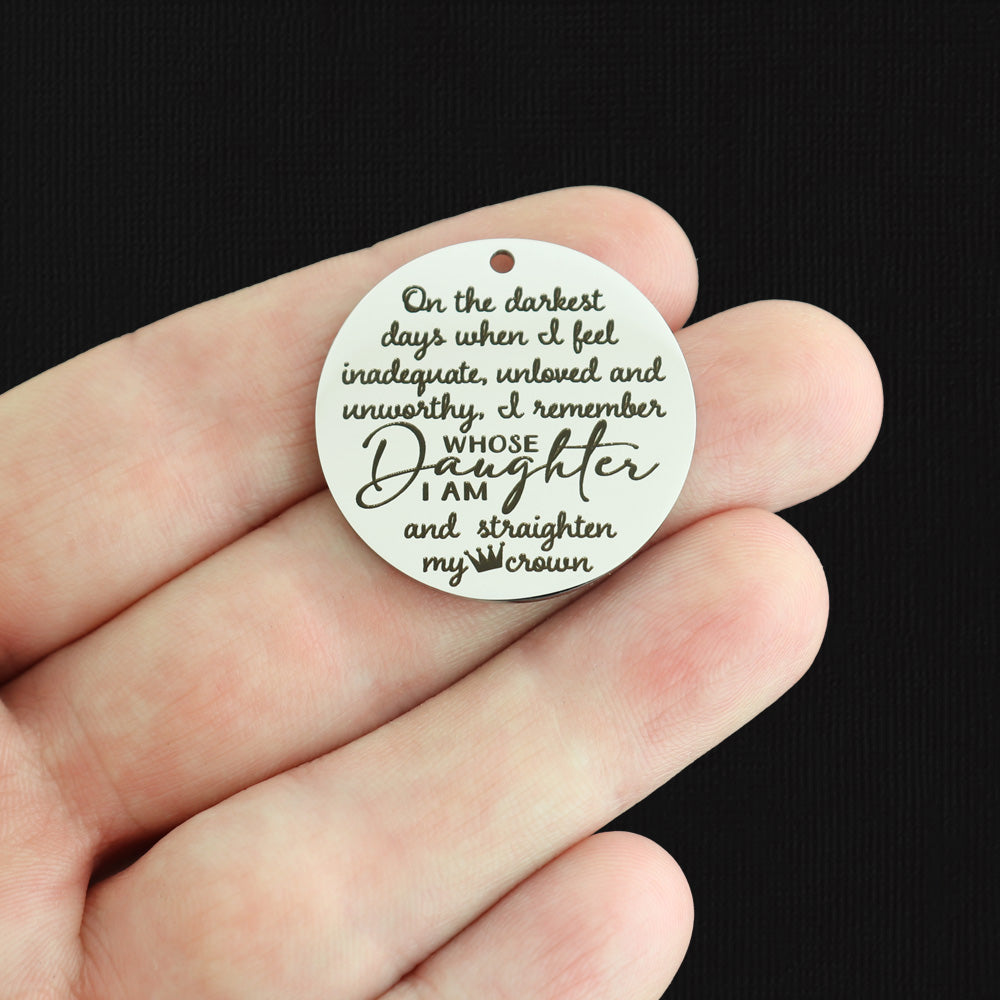 On the darkest
days when I feel
inadequate, unloved and
unworthy, I remember
WHOSE
Daughter
I AM
and straighten
my crown